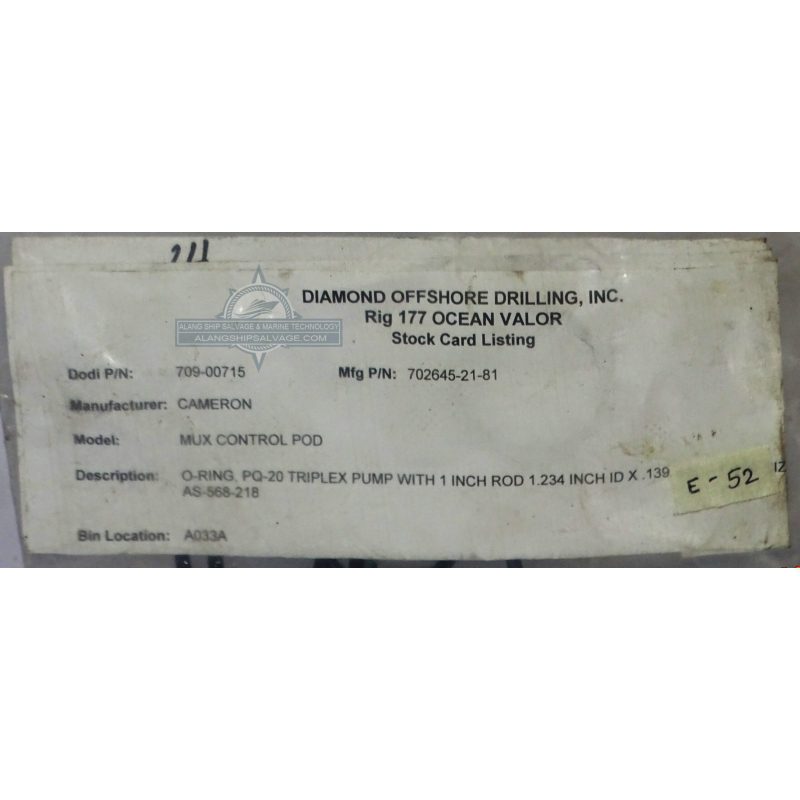 111
DIAMOND OFFSHORE DRILLING, INC.
Rig 177 OCEAN VALOR
Stock Card Listing
ALANG SHIP SALVAGE & MARINE TECHNOLOGY
ALANGSHIPSALVAGE.COM
Dodi P/N: 709-00715 Mfg P/N: 702645-21-81
Manufacturer: CAMERON
Model: MUX CONTROL POD
Description: O-RING, PQ-20 TRIPLEX PUMP WITH 1 INCH ROD 1.234 INCH ID X .139 IZ
AS-568-218
E-52
Bin Location: A033A